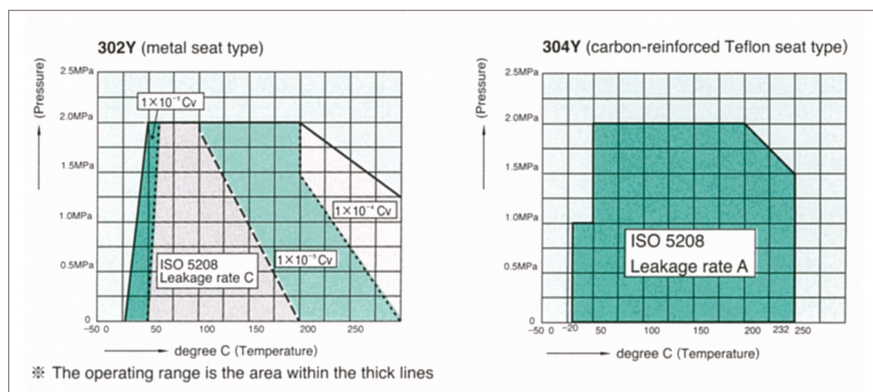 302Y (metal seat type)
(Pressure)
2.5MPa
1×10⁻⁵ Cv
2.0MPa
1.5MPa
1.0MPa
1×10⁻⁴ Cv
ISO 5208
Leakage rate C
1×10⁻⁵ Cv
0.5MPa
0
−50 0 50 100 150 200 250
degree C (Temperature)
※ The operating range is the area within the thick lines
304Y (carbon-reinforced Teflon seat type)
(Pressure)
2.5MPa
2.0MPa
1.5MPa
1.0MPa
ISO 5208
Leakage rate A
0.5MPa
0
−50 0 −20 50 100 150 200 232 250
degree C (Temperature)